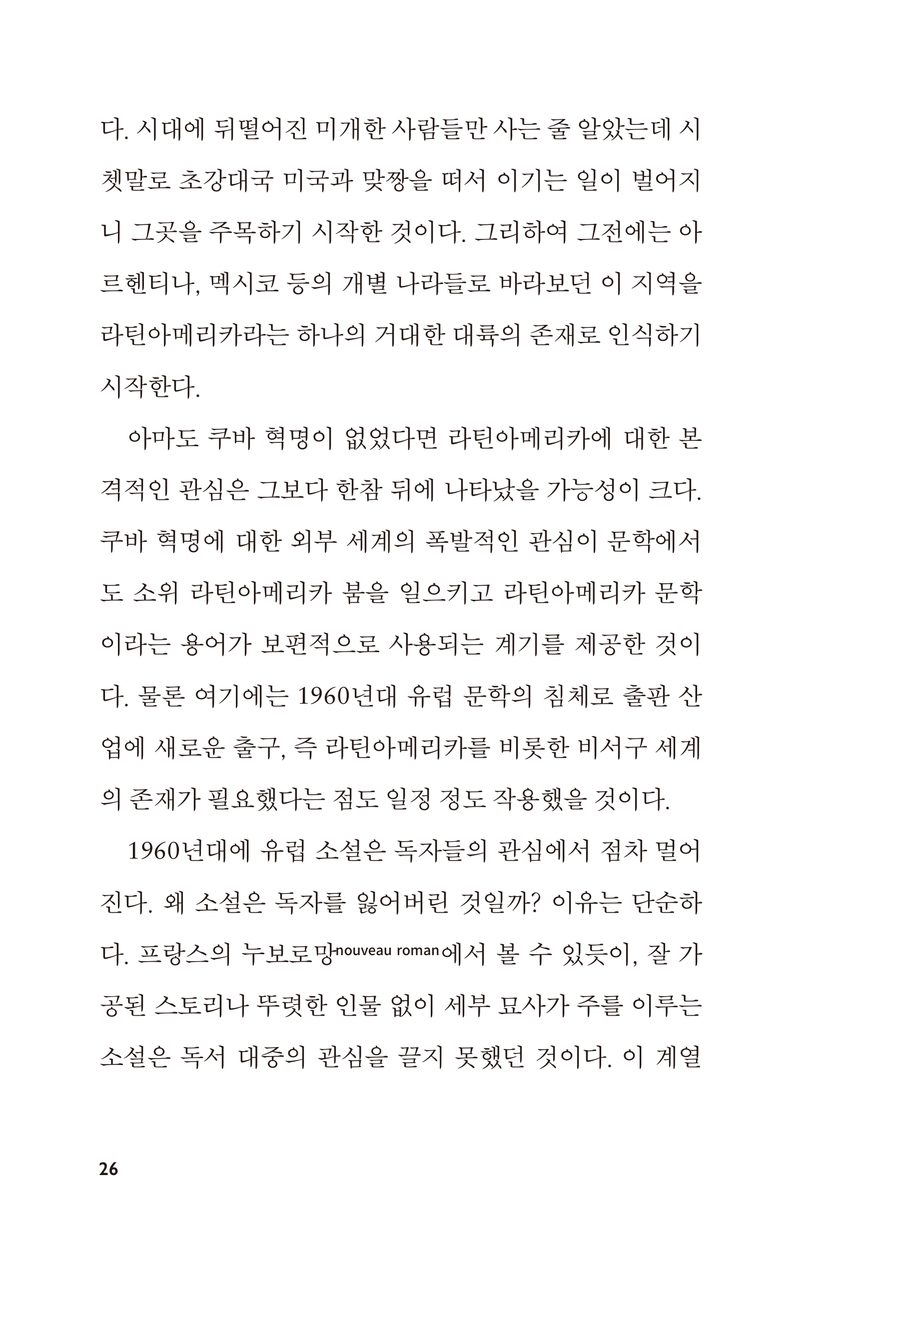 다. 시대에 뒤떨어진 미개한 사람들만 사는 줄 알았는데 시
쳇말로 초강대국 미국과 맞짱을 떠서 이기는 일이 벌어지
니 그곳을 주목하기 시작한 것이다. 그리하여 그전에는 아
르헨티나, 멕시코 등의 개별 나라들로 바라보던 이 지역을
라틴아메리카라는 하나의 거대한 대륙의 존재로 인식하기
시작한다.
아마도 쿠바 혁명이 없었다면 라틴아메리카에 대한 본
격적인 관심은 그보다 한참 뒤에 나타났을 가능성이 크다.
쿠바 혁명에 대한 외부 세계의 폭발적인 관심이 문학에서
도 소위 라틴아메리카 붐을 일으키고 라틴아메리카 문학
이라는 용어가 보편적으로 사용되는 계기를 제공한 것이
다. 물론 여기에는 1960년대 유럽 문학의 침체로 출판 산
업에 새로운 출구, 즉 라틴아메리카를 비롯한 비서구 세계
의 존재가 필요했다는 점도 일정 정도 작용했을 것이다.
1960년대에 유럽 소설은 독자들의 관심에서 점차 멀어
진다. 왜 소설은 독자를 잃어버린 것일까? 이유는 단순하
다. 프랑스의 누보로망nouveau roman에서 볼 수 있듯이, 잘 가
공된 스토리나 뚜렷한 인물 없이 세부 묘사가 주를 이루는
소설은 독서 대중의 관심을 끌지 못했던 것이다. 이 계열
26